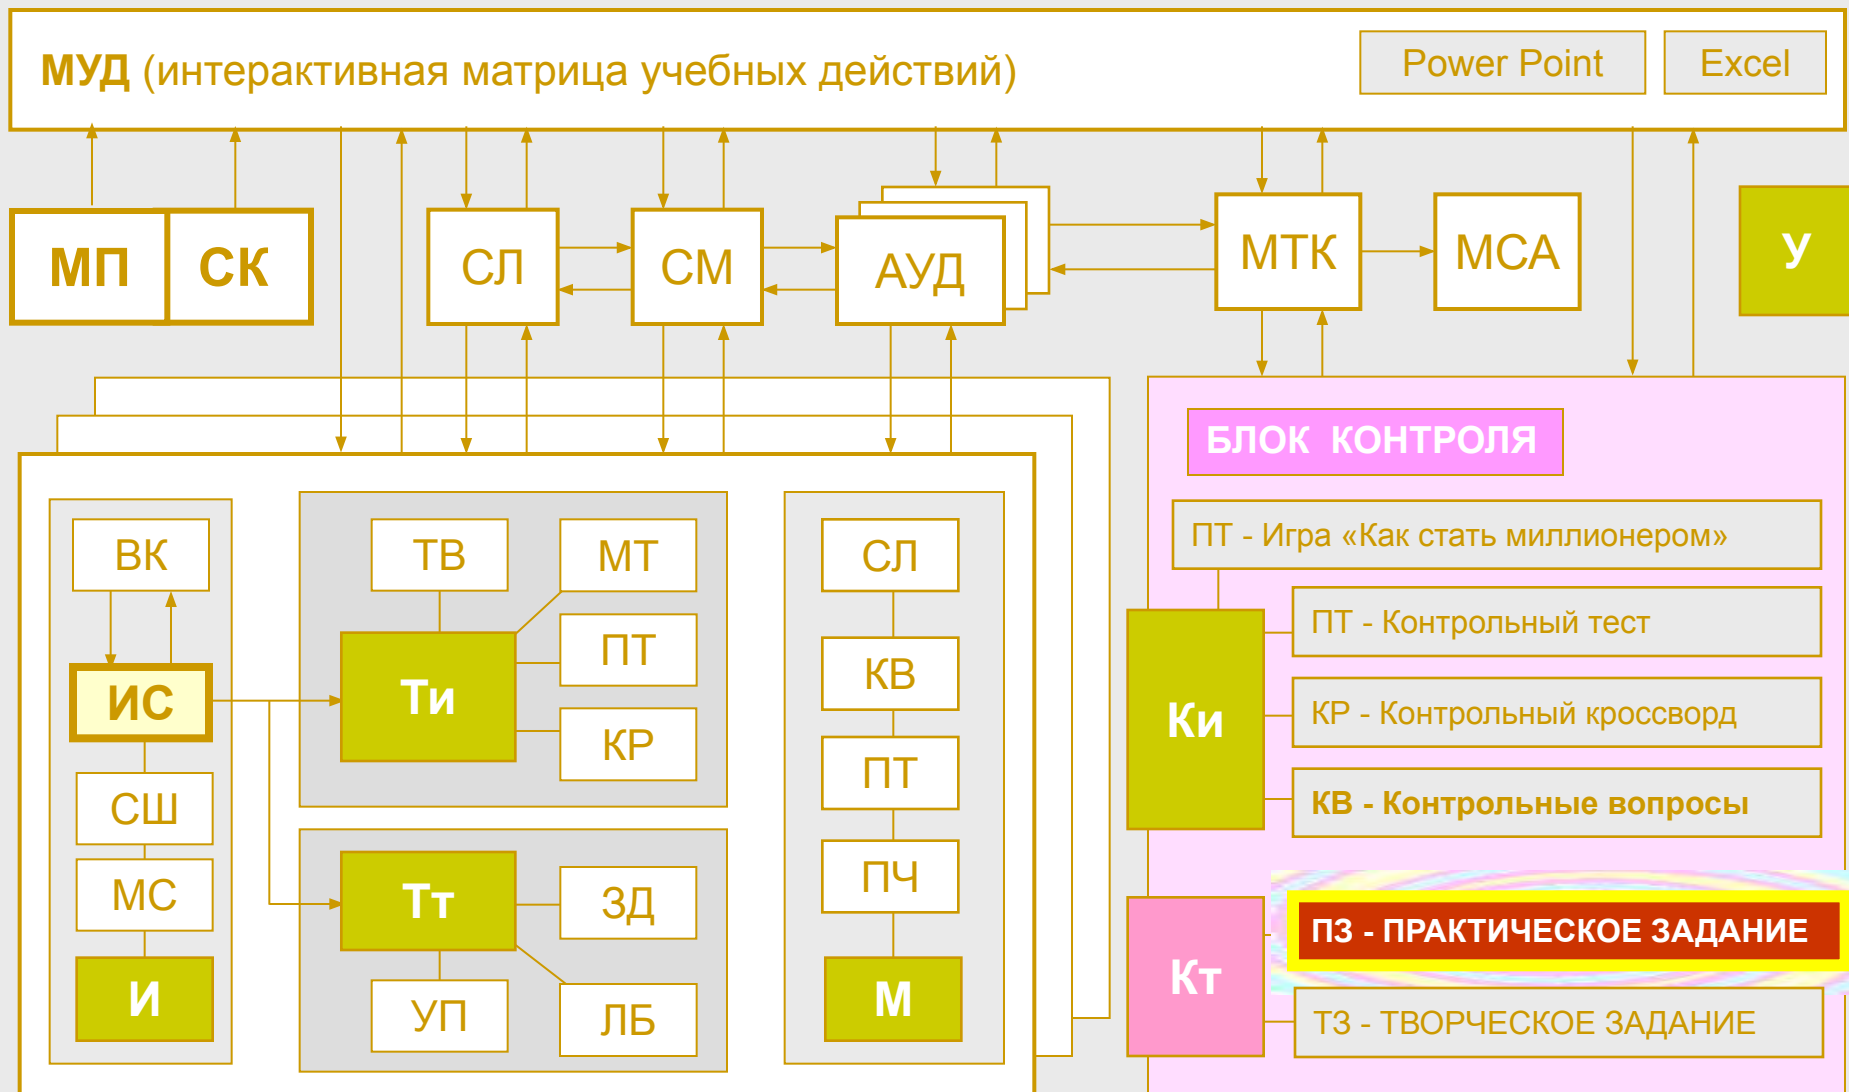 МУД (интерактивная матрица учебных действий)
Power Point
Excel
МП
СК
СЛ
СМ
АУД
МТК
МСА
У
БЛОК КОНТРОЛЯ
ВК
ИС
СШ
МС
И
ТВ
МТ
ПТ
КР
Ти
Тт
ЗД
УП
ЛБ
СЛ
КВ
ПТ
ПЧ
М
ПТ - Игра «Как стать миллионером»
Ки
ПТ - Контрольный тест
КР - Контрольный кроссворд
КВ - Контрольные вопросы
Кт
ПЗ - ПРАКТИЧЕСКОЕ ЗАДАНИЕ
ТЗ - ТВОРЧЕСКОЕ ЗАДАНИЕ